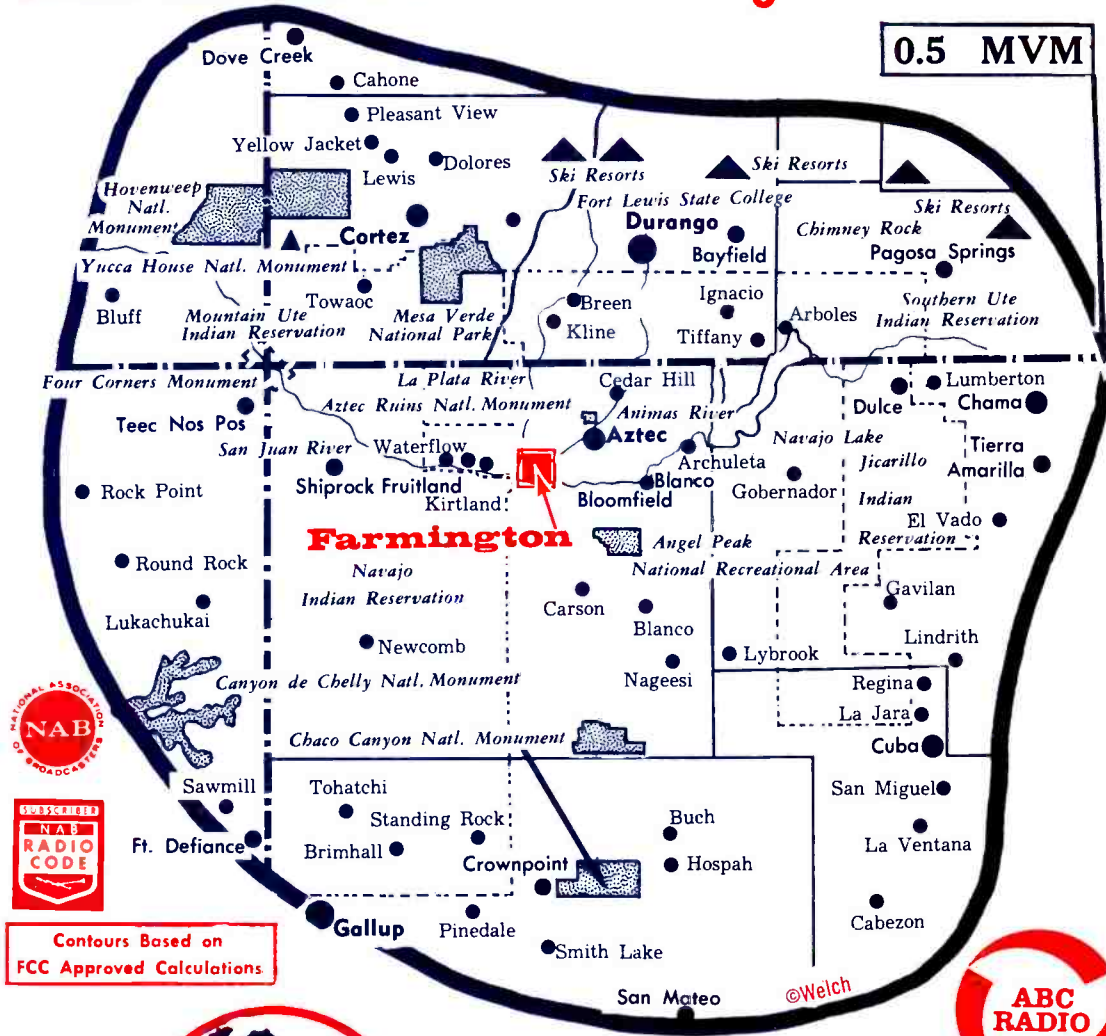 0.5 MVM
Dove Creek
Cahone
Pleasant View
Yellow Jacket
Lewis
Dolores
Ski Resorts
Ski Resorts
Ski Resorts
Hovenweep
Natl.
Monument
Fort Lewis State College
Cortez
Durango
Bayfield
Chimney Rock
Pagosa Springs
Yucca House Natl. Monument
Towaoc
Bluff
Mountain Ute
Indian Reservation
Mesa Verde
National Park
Breen
Kline
Ignacio
Tiffany
Arboles
Southern Ute
Indian Reservation
Four Corners Monument
La Plata River
Cedar Hill
Lumberton
Dulce
Chama
Teec Nos Pos
Aztec Ruins Natl. Monument
Animas River
Aztec
San Juan River
Waterflow
Navajo Lake
Tierra
Amarilla
Archuleta
Jicarillo
Indian
Reservation
Rock Point
Shiprock Fruitland
Kirtland
Bloomfield
Blanco
Gobernador
El Vado
Farmington
Angel Peak
National Recreational Area
Round Rock
Navajo
Indian Reservation
Carson
Blanco
Gavilan
Lukachukai
Newcomb
Lybrook
Lindrith
Nageesi
Canyon de Chelly Natl. Monument
Regina
La Jara
Chaco Canyon Natl. Monument
Cuba
NATIONAL ASSOCIATION
NAB
OF BROADCASTERS
Sawmill
Tohatchi
San Miguel
SUBSCRIBER
NAB
RADIO
CODE
Standing Rock
Buch
Ft. Defiance
Brimhall
La Ventana
Crownpoint
Hospah
Gallup
Pinedale
Cabezon
Contours Based on
FCC Approved Calculations
Smith Lake
San Mateo
©Welch
ABC
RADIO